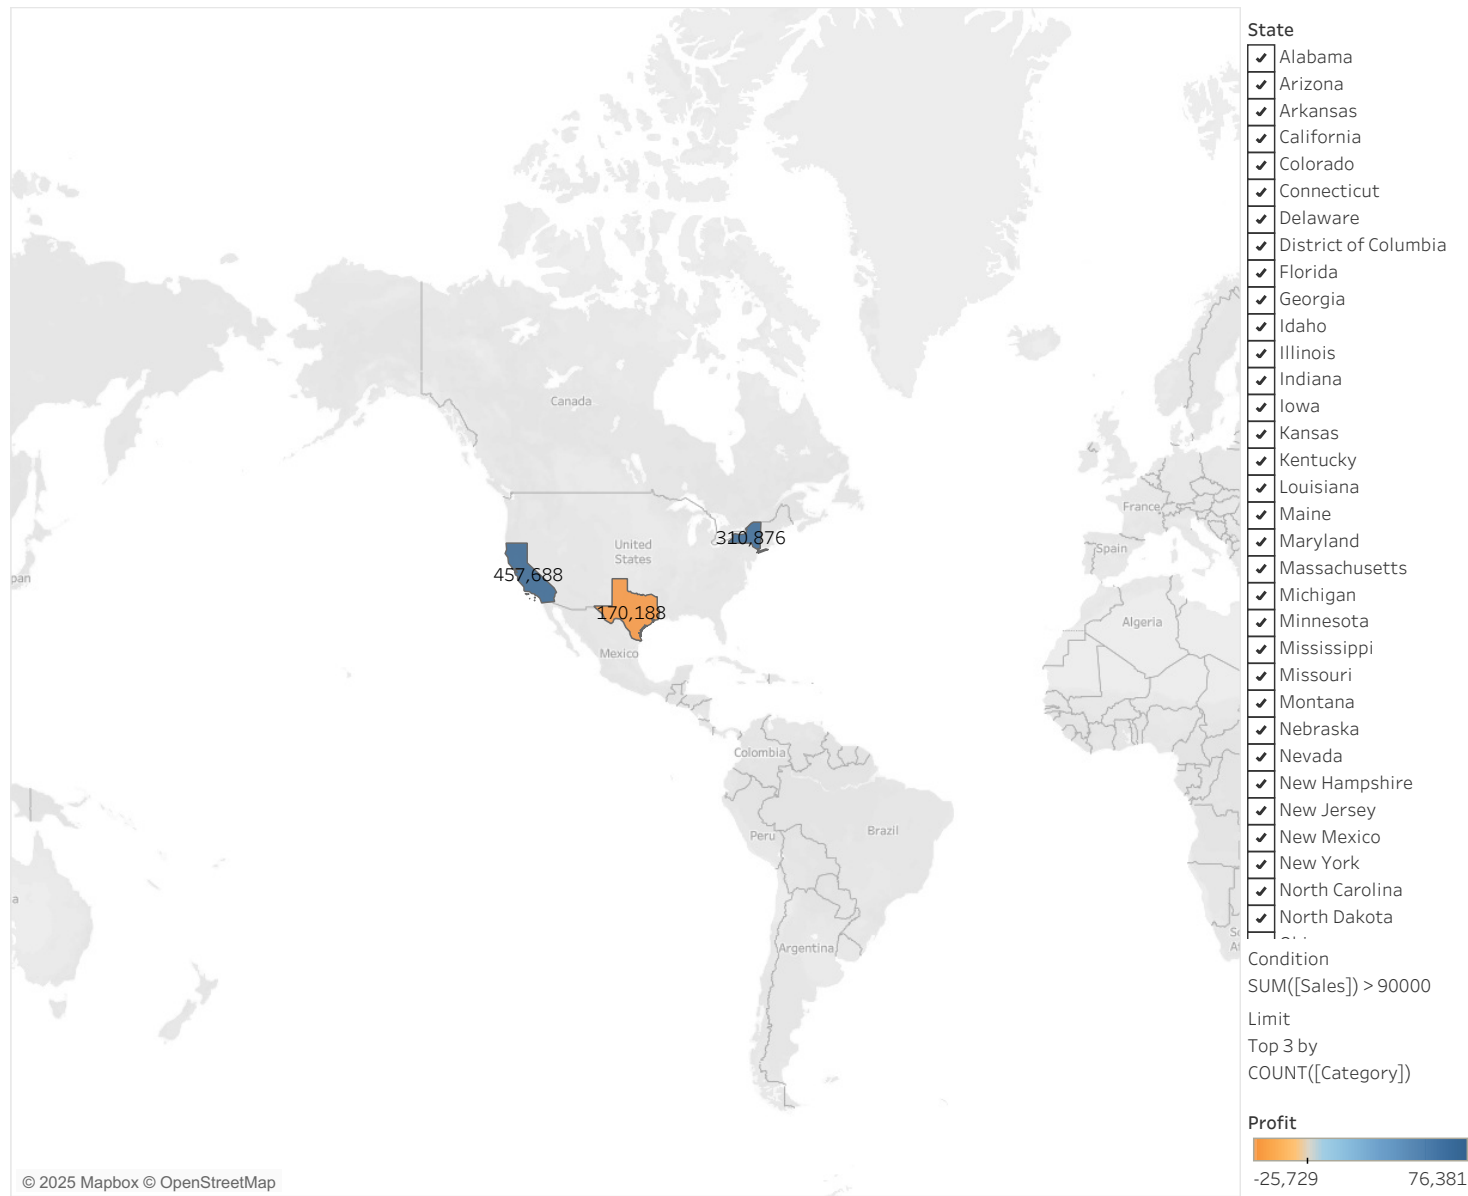 State
Alabama
Arizona
Arkansas
California
Colorado
Connecticut
Delaware
District of Columbia
Florida
Georgia
Idaho
Illinois
Indiana
Iowa
Kansas
Kentucky
Louisiana
Maine
Maryland
Massachusetts
Michigan
Minnesota
Mississippi
Missouri
Montana
Nebraska
Nevada
New Hampshire
New Jersey
New Mexico
New York
North Carolina
North Dakota
Condition
SUM([Sales]) > 90000
Limit
Top 3 by
COUNT([Category])
Profit
-25,729 76,381
Canada
United
States
310,876
457,688
170,188
Mexico
France
Spain
Algeria
Colombia
Peru
Brazil
Argentina
pan
a
© 2025 Mapbox © OpenStreetMap